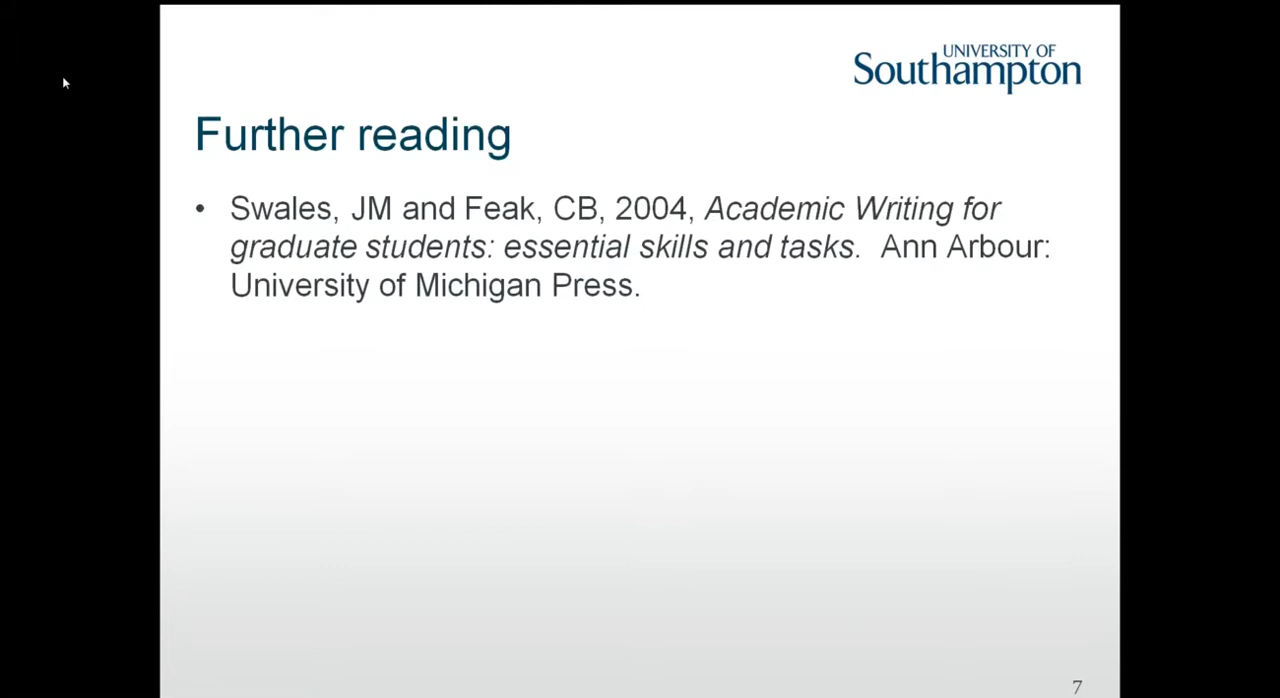 UNIVERSITY OF
Southampton
Further reading
• Swales, JM and Feak, CB, 2004, Academic Writing for
graduate students: essential skills and tasks. Ann Arbour:
University of Michigan Press.
7